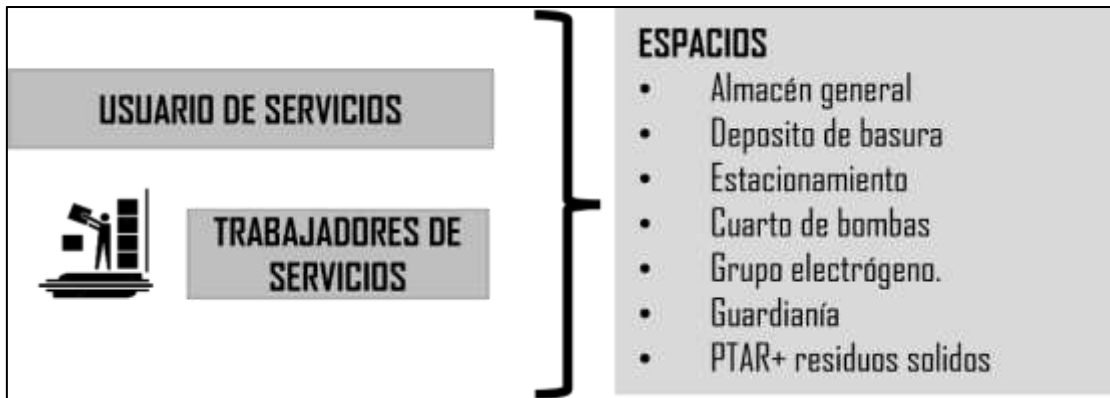 USUARIO DE SERVICIOS
TRABAJADORES DE
SERVICIOS
ESPACIOS
• Almacén general
• Deposito de basura
• Estacionamiento
• Cuarto de bombas
• Grupo electrógeno.
• Guardianía
• PTAR+ residuos solidos